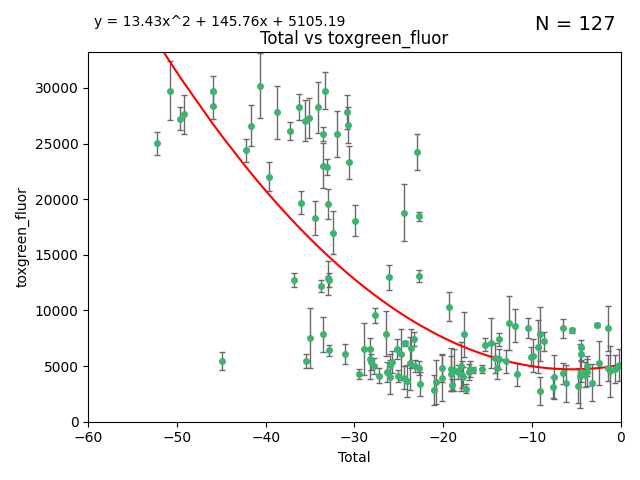 y = 13.43x^2 + 145.76x + 5105.19
N = 127
Total vs toxgreen_fluor
30000
25000
20000
15000
10000
5000
0
toxgreen_fluor
−60 −50 −40 −30 −20 −10 0
Total